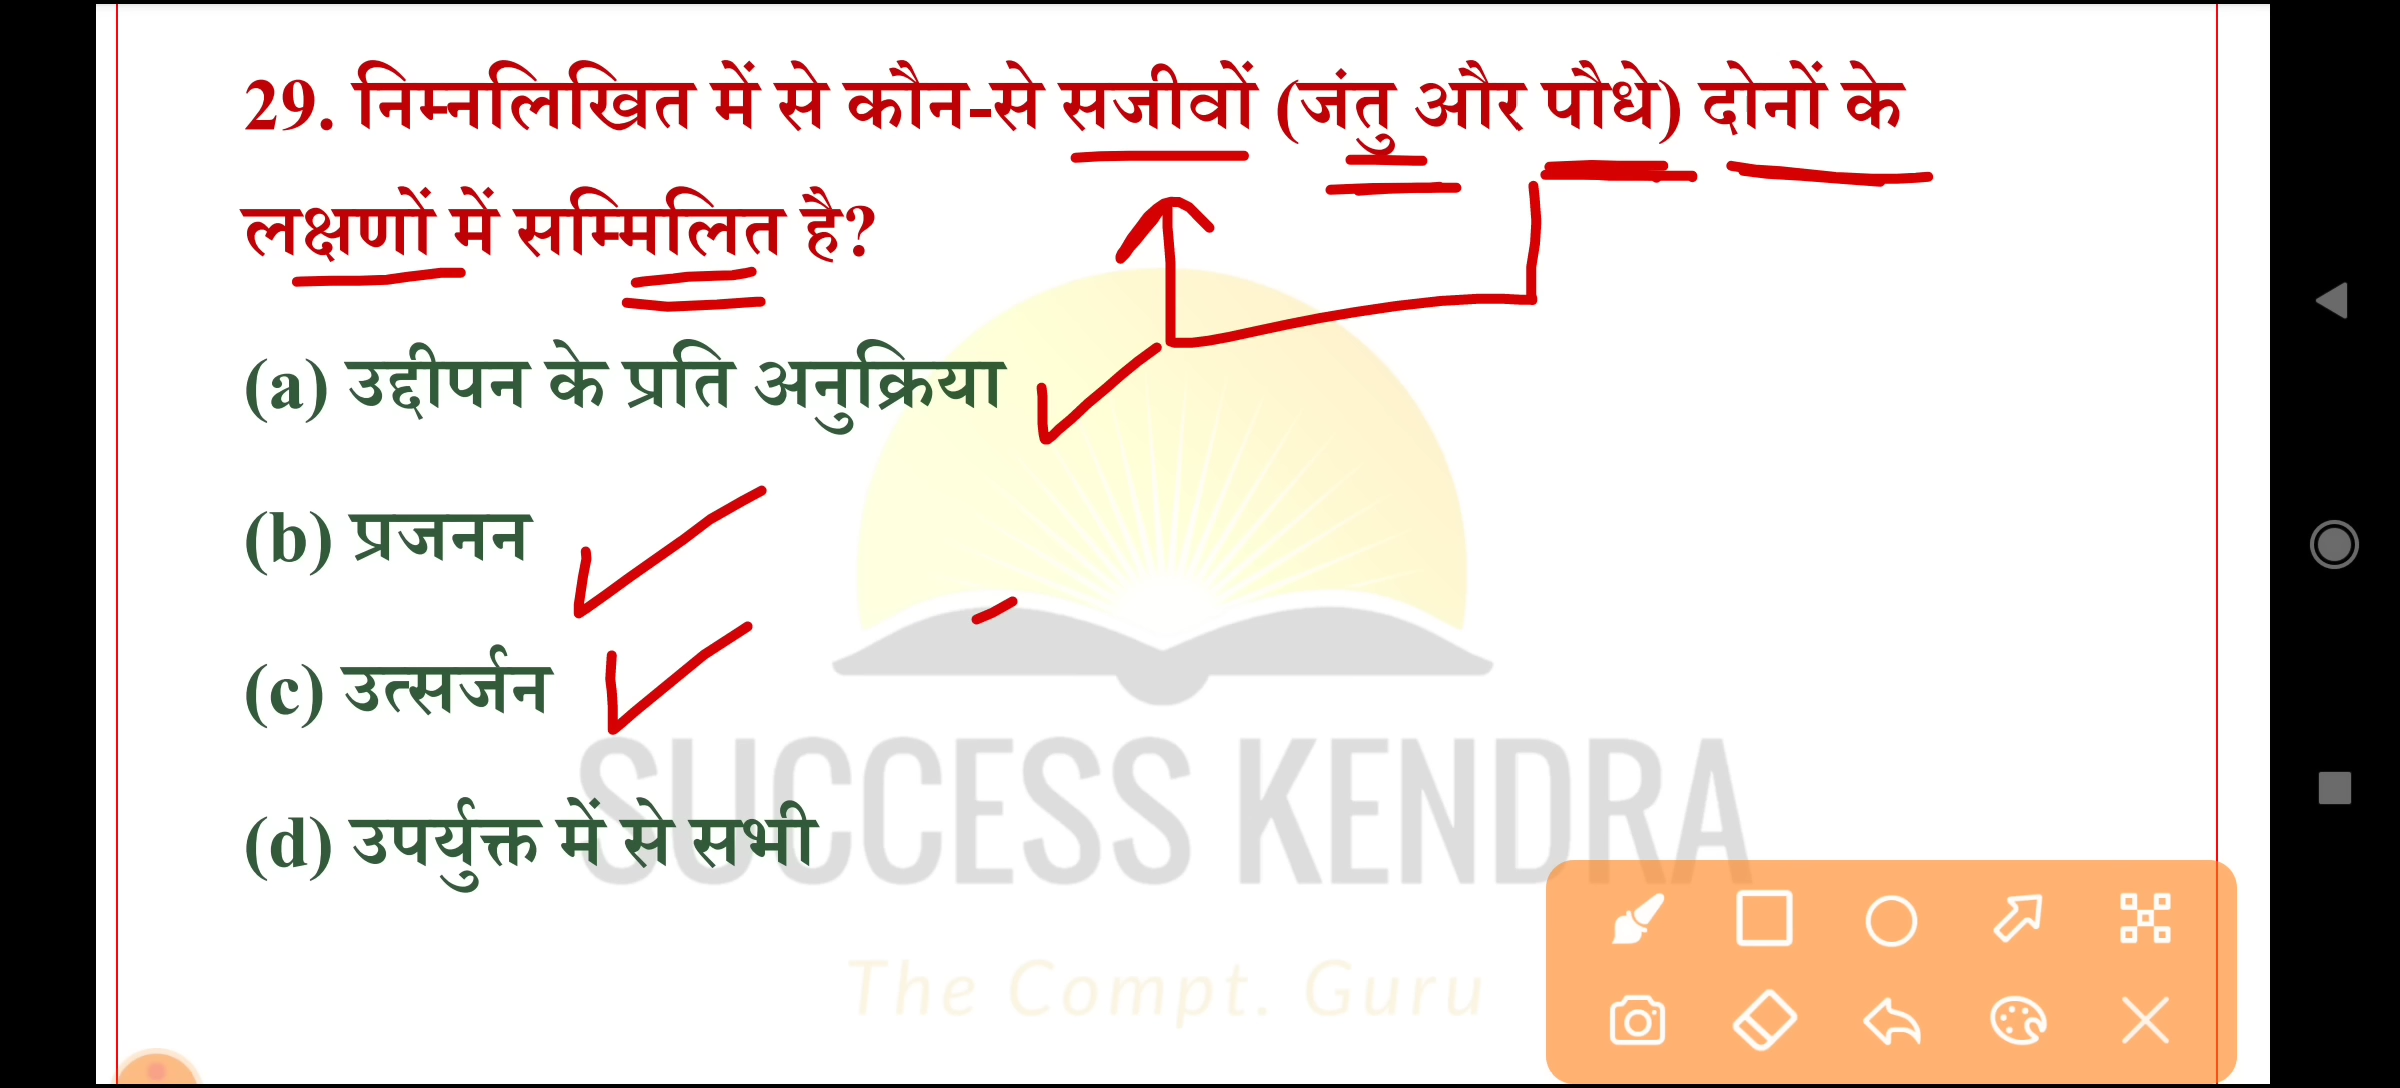 29. निम्नलिखित में से कौन-से सजीवों (जंतु और पौधे) दोनों के
लक्षणों में सम्मिलित है?
(a) उद्दीपन के प्रति अनुक्रिया
(b) प्रजनन
(c) उत्सर्जन
(d) उपर्युक्त में से सभी
SUCCESS KENDRA
The Compt. Guru